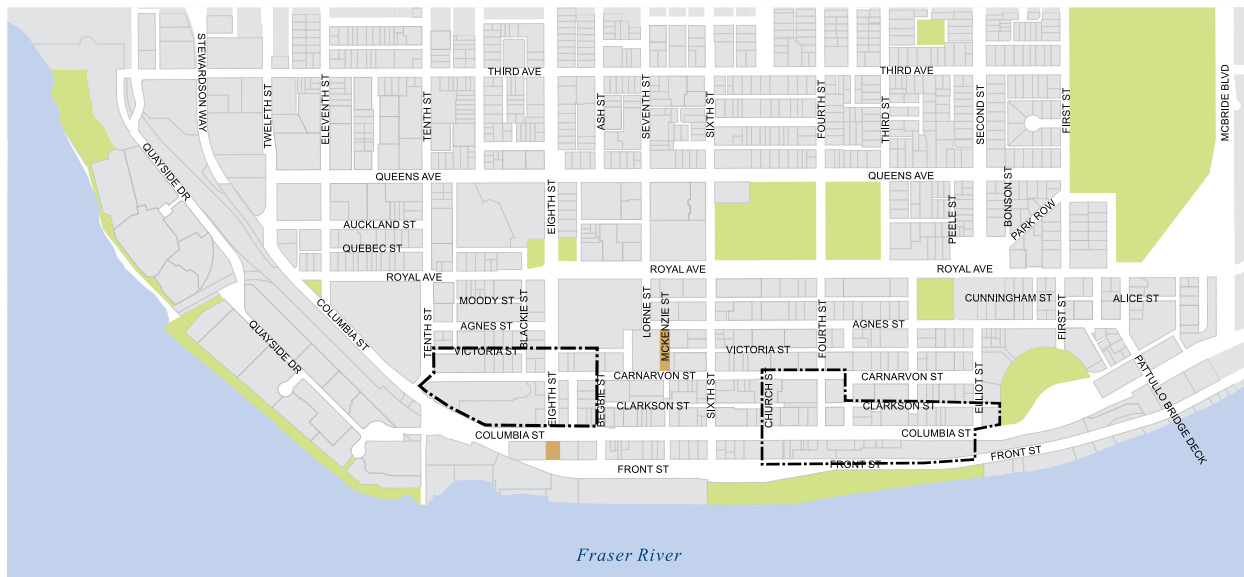 THIRD AVE
THIRD AVE
STEWARDSON WAY
TWELFTH ST
ELEVENTH ST
TENTH ST
ASH ST
SEVENTH ST
SIXTH ST
FOURTH ST
THIRD ST
SECOND ST
FIRST ST
MCBRIDE BLVD
QUAYSIDE DR
QUEENS AVE
QUEENS AVE
AUCKLAND ST
EIGHTH ST
PEELE ST
BONSON ST
PARK ROW
QUEBEC ST
ROYAL AVE
ROYAL AVE
ROYAL AVE
MOODY ST
CUNNINGHAM ST
ALICE ST
COLUMBIA ST
QUAYSIDE DR
TENTH ST
AGNES ST
BLACKIE ST
LORNE ST
MCKENZIE ST
FOURTH ST
AGNES ST
FIRST ST
VICTORIA ST
VICTORIA ST
CARNARVON ST
CARNARVON ST
PATTULLO BRIDGE DECK
EIGHTH ST
BEGBIE ST
CLARKSON ST
SIXTH ST
CHURCH ST
CLARKSON ST
ELLIOT ST
COLUMBIA ST
COLUMBIA ST
FRONT ST
FRONT ST
FRONT ST
Fraser River